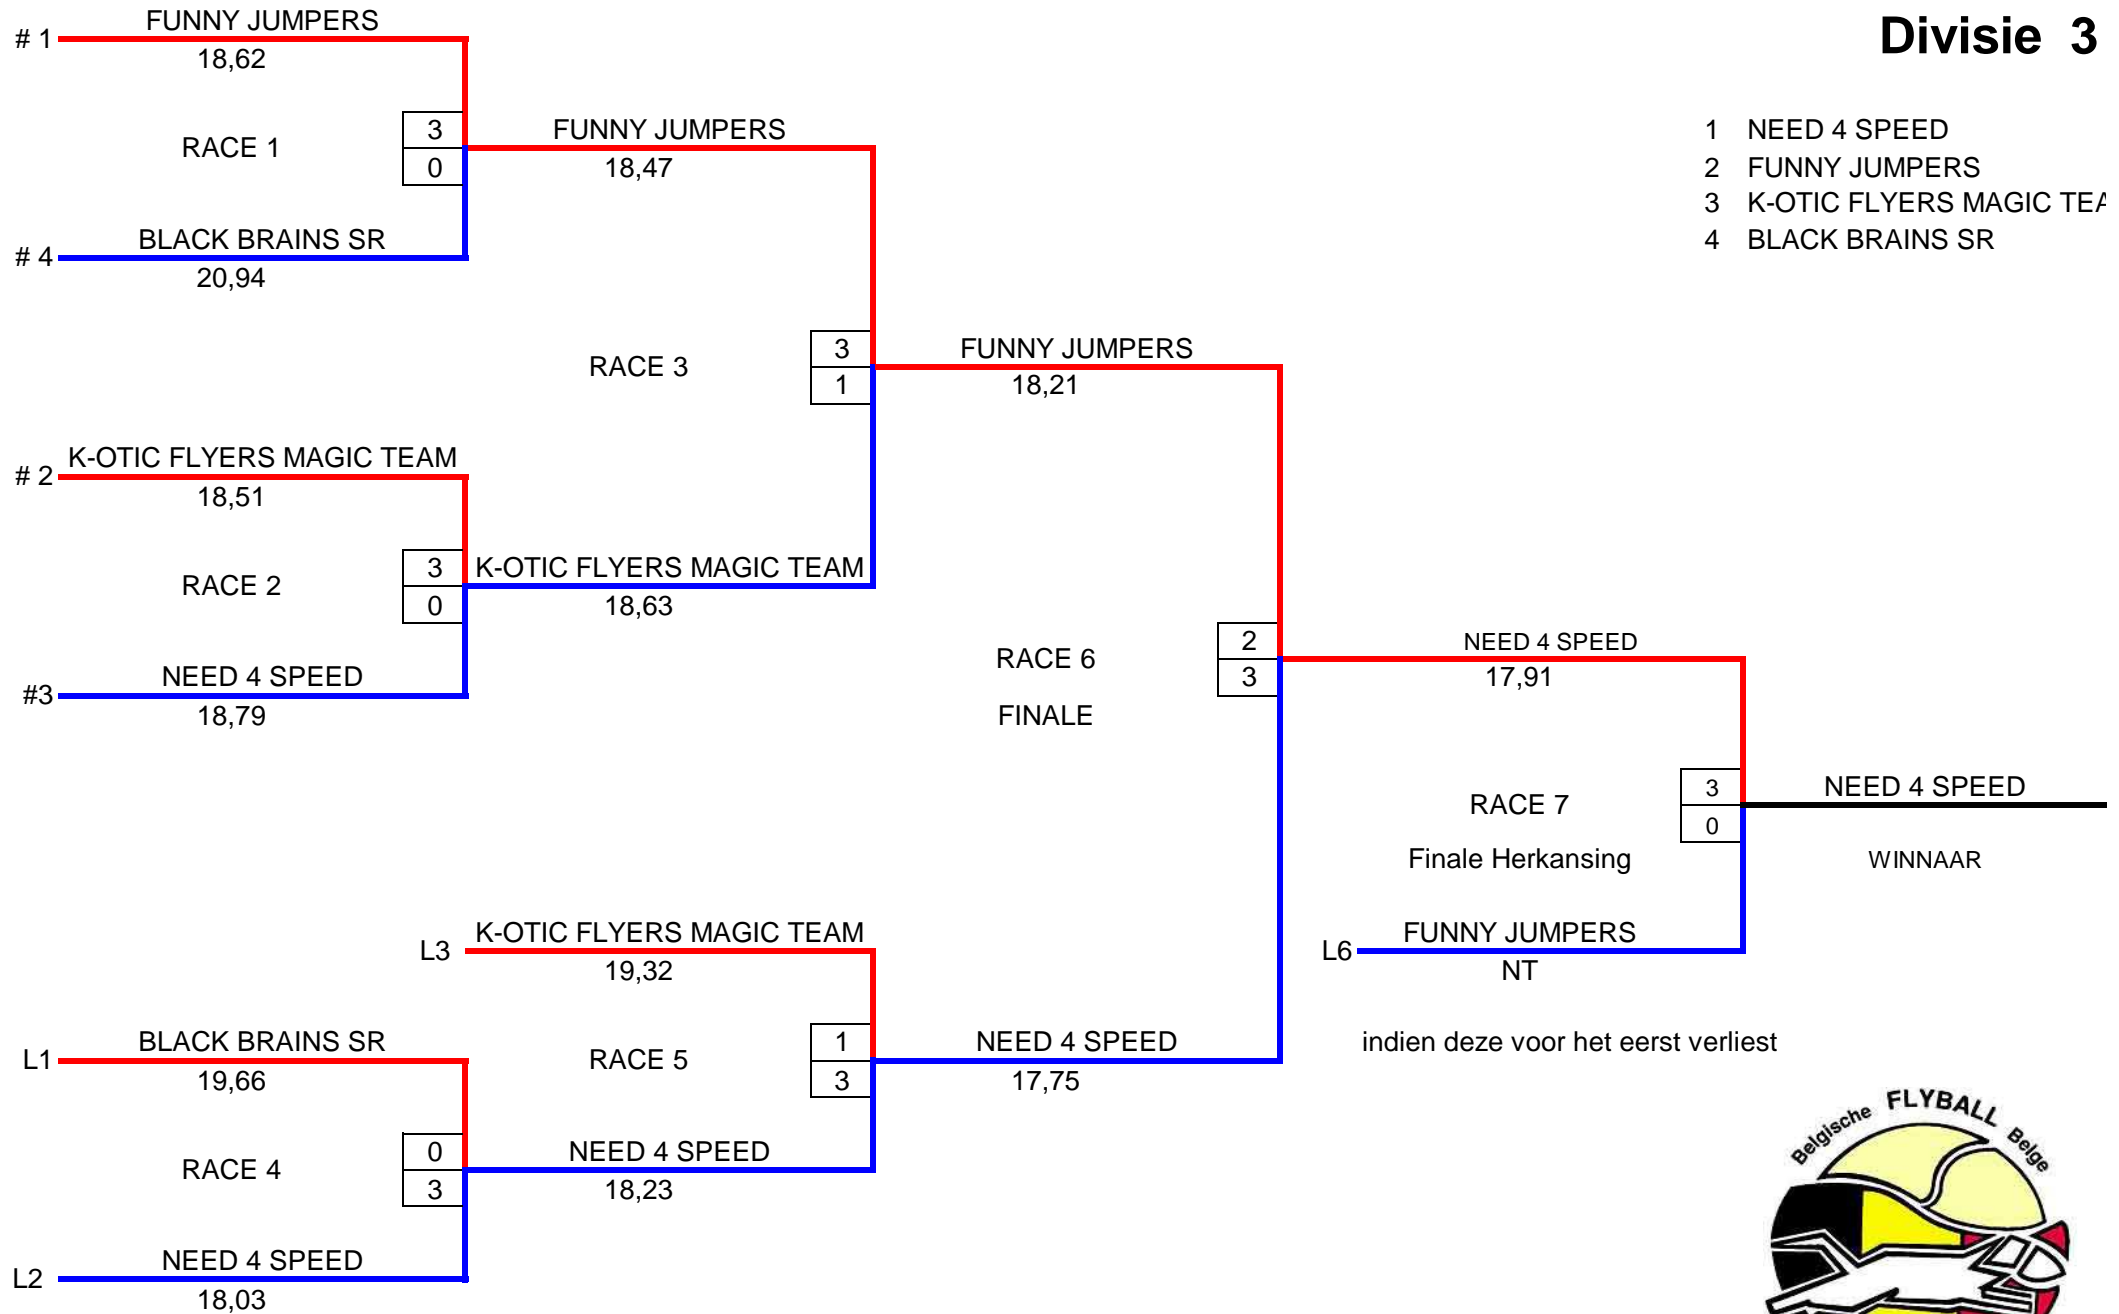 Divisie 3
FUNNY JUMPERS
# 1
18,62
RACE 1
3
0
BLACK BRAINS SR
# 4
20,94
FUNNY JUMPERS
18,47
1 NEED 4 SPEED
2 FUNNY JUMPERS
3 K-OTIC FLYERS MAGIC TEA
4 BLACK BRAINS SR
RACE 3
3
1
FUNNY JUMPERS
18,21
K-OTIC FLYERS MAGIC TEAM
# 2
18,51
RACE 2
3
0
K-OTIC FLYERS MAGIC TEAM
18,63
NEED 4 SPEED
#3
18,79
RACE 6
FINALE
2
3
NEED 4 SPEED
17,91
RACE 7
Finale Herkansing
3
0
NEED 4 SPEED
WINNAAR
L6
FUNNY JUMPERS
NT
indien deze voor het eerst verliest
L3
K-OTIC FLYERS MAGIC TEAM
19,32
RACE 5
1
3
NEED 4 SPEED
17,75
L1
BLACK BRAINS SR
19,66
RACE 4
0
3
NEED 4 SPEED
18,23
L2
NEED 4 SPEED
18,03
Belgische FLYBALL Belge